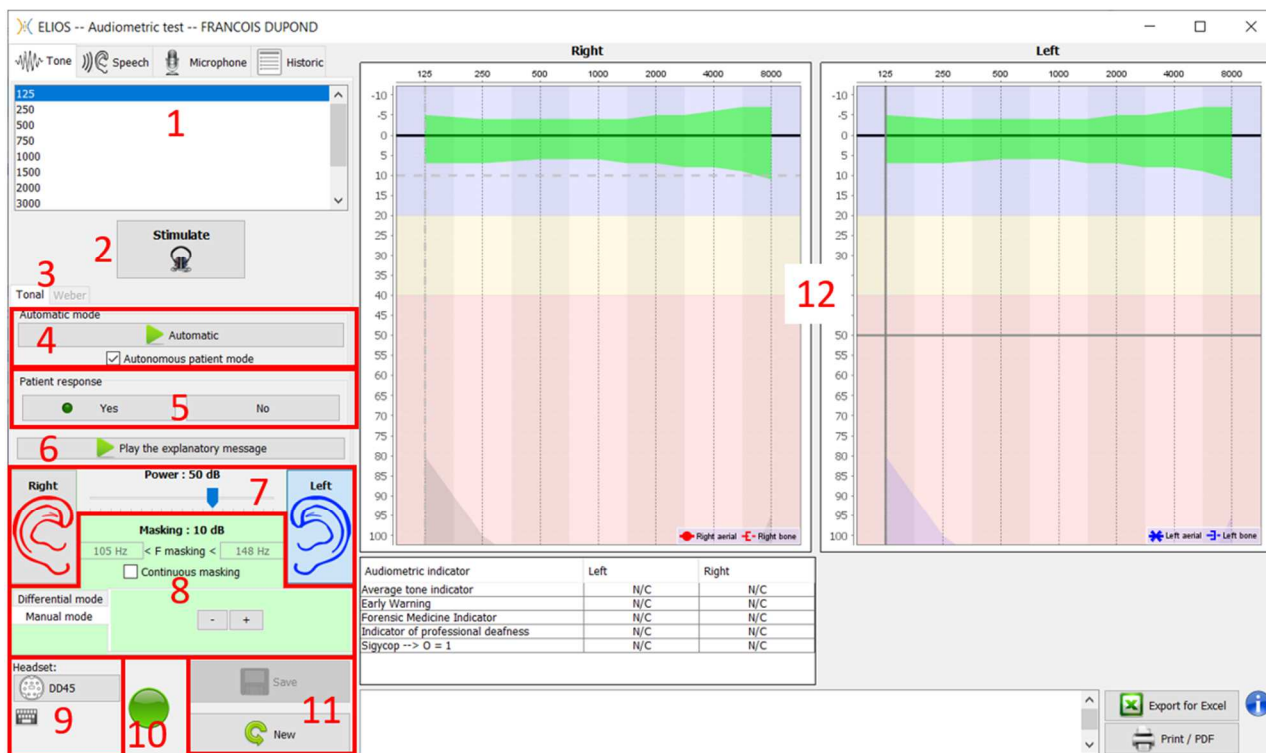 ELIOS -- Audiometric test -- FRANCOIS DUPOND
Tone Speech Microphone Historic
125
250
500
750
1000
1500
2000
3000
1
2
Stimulate
3
Tonal Weber
Automatic mode
4
Automatic
Autonomous patient mode
Patient response
Yes
5
No
6
Play the explanatory message
Right
Power : 50 dB
7
Left
Masking : 10 dB
105 Hz < F masking < 148 Hz
Continuous masking
8
Differential mode
Manual mode
- +
Headset:
DD45
9
10
Save
11
New
Right
125 250 500 1000 2000 4000 8000
-10
-5
0
5
10
15
20
25
30
35
40
45
50
55
60
65
70
75
80
85
90
95
100
Right aerial Right bone
12
Left
125 250 500 1000 2000 4000 8000
-10
-5
0
5
10
15
20
25
30
35
40
45
50
55
60
65
70
75
80
85
90
95
100
Left aerial Left bone
Audiometric indicator Left Right
Average tone indicator N/C N/C
Early Warning N/C N/C
Forensic Medicine Indicator N/C N/C
Indicator of professional deafness N/C N/C
Sigycop --> O = 1 N/C N/C
Export for Excel
Print / PDF